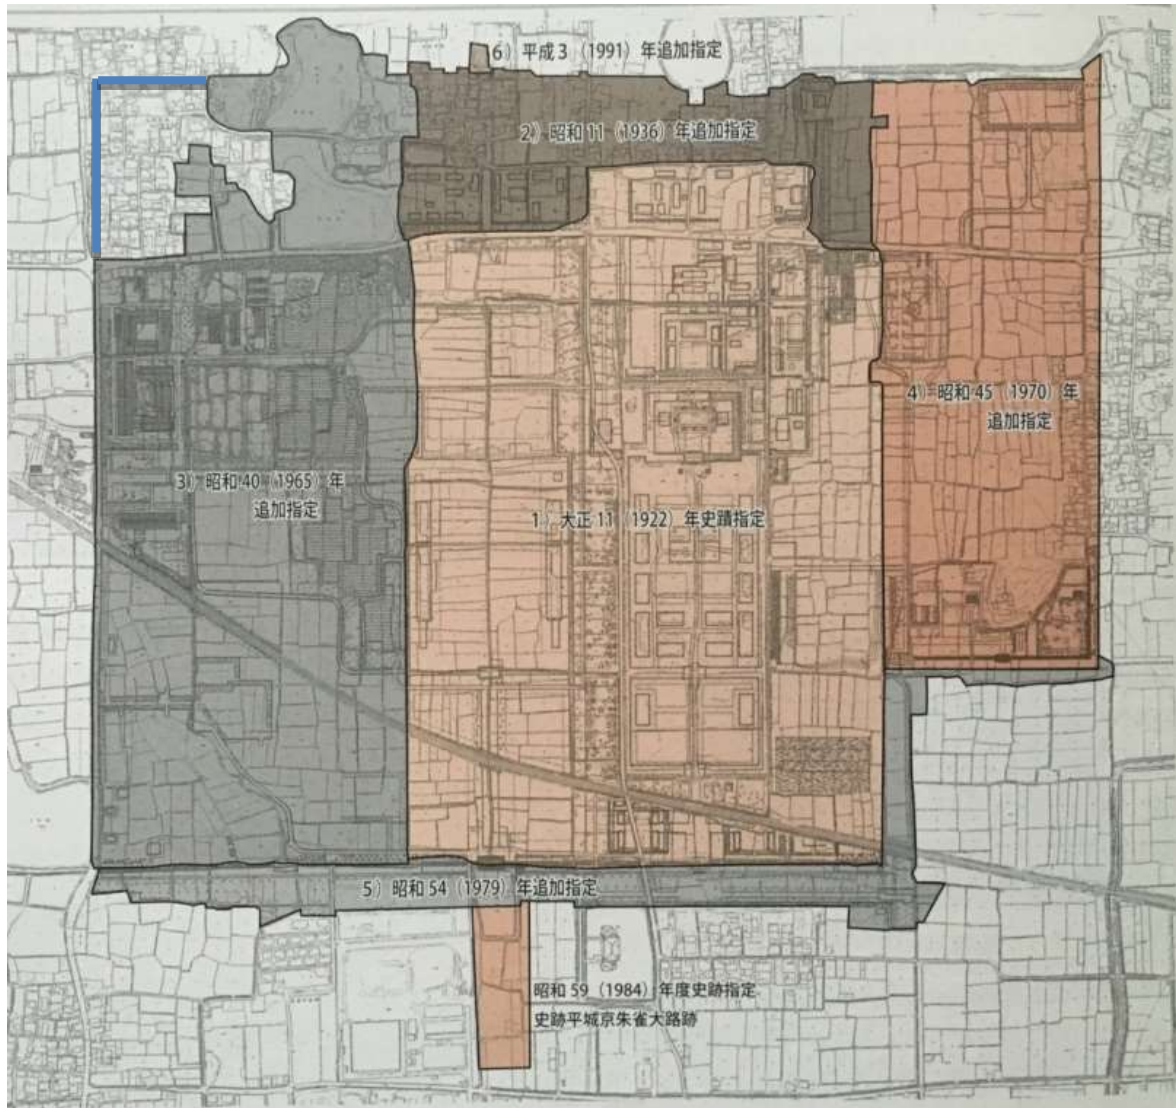 6）平成3（1991）年追加指定
2）昭和11（1936）年追加指定
4）昭和45（1970）年
追加指定
3）昭和40（1965）年
追加指定
1）大正11（1922）年史蹟指定
5）昭和54（1979）年追加指定
昭和59（1984）年度史跡指定
史跡平城京朱雀大路跡